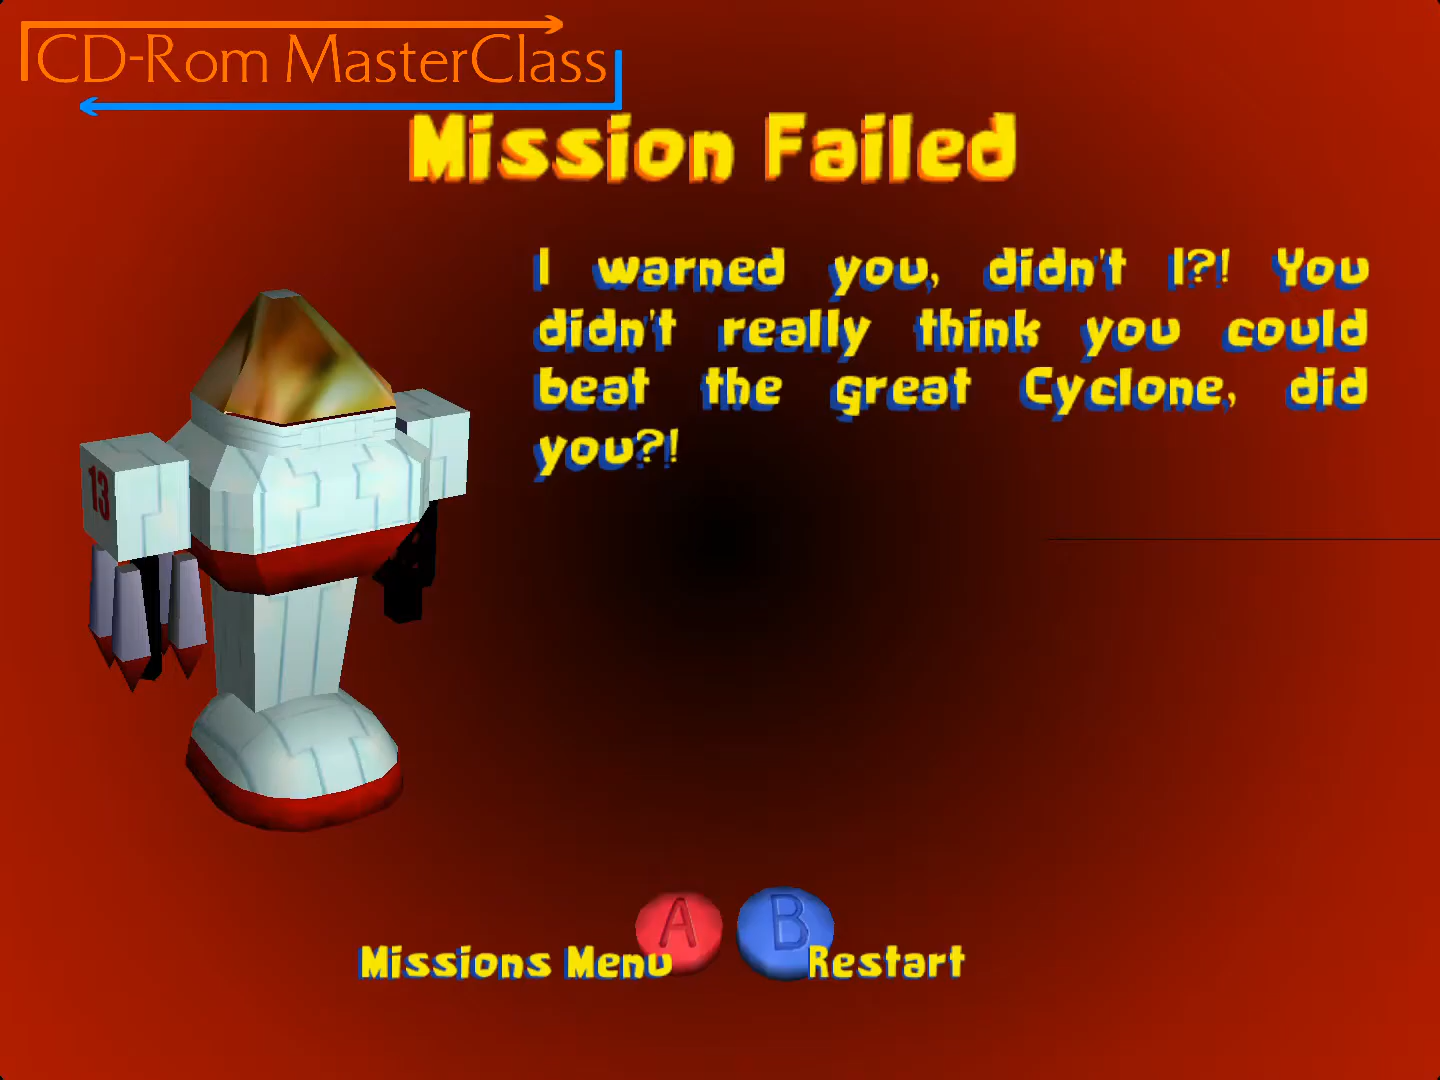 CD-Rom MasterClass
Mission Failed
I warned you, didn't I?! You
didn't really think you could
beat the great Cyclone, did
you?!
13
A B
Missions Menu Restart